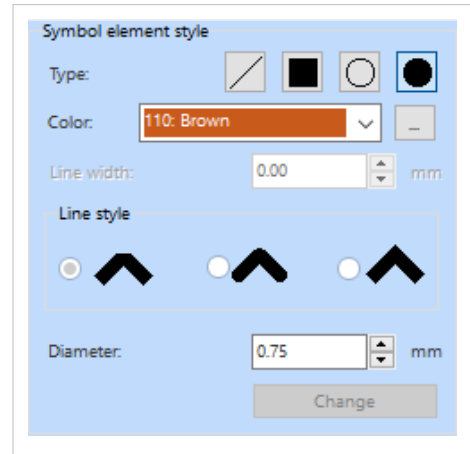 Symbol element style
Type:
Color: 110: Brown ...
Line width: 0.00 mm
Line style
Diameter: 0.75 mm
Change